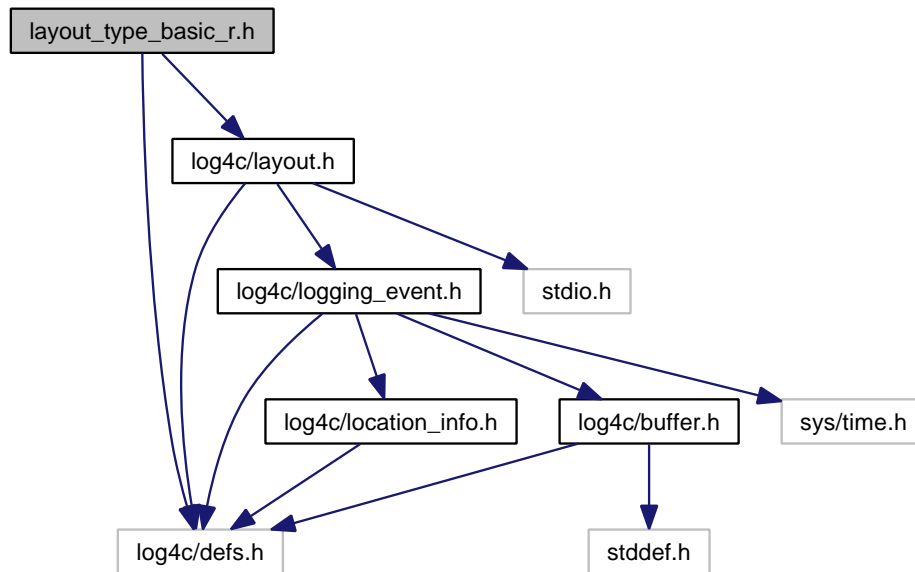 layout_type_basic_r.h
log4c/layout.h
log4c/logging_event.h
stdio.h
log4c/location_info.h
log4c/buffer.h
sys/time.h
log4c/defs.h
stddef.h